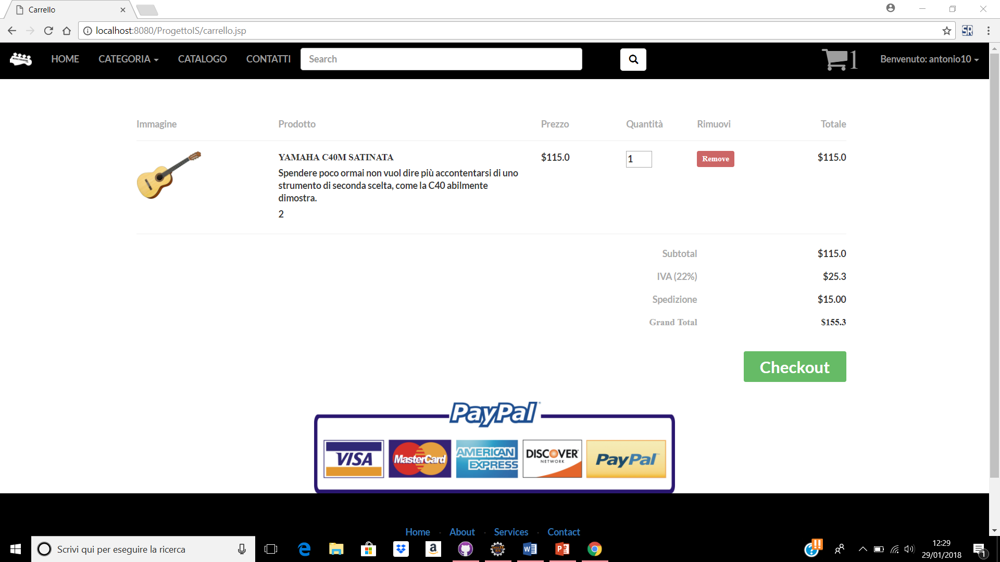 Carrello
localhost:8080/ProgettoIS/carrello.jsp
SR
HOME CATEGORIA CATALOGO CONTATTI Search 1 Benvenuto: antonio10
Immagine Prodotto Prezzo Quantità Rimuovi Totale
YAMAHA C40M SATINATA $115.0 1 Remove $115.0
Spendere poco ormai non vuol dire più accontentarsi di uno
strumento di seconda scelta, come la C40 abilmente
dimostra.
2
Subtotal $115.0
IVA (22%) $25.3
Spedizione $15.00
Grand Total $155.3
Checkout
PayPal
VISA MasterCard AMERICAN EXPRESS DISCOVER NETWORK PayPal
Home · About · Services · Contact
Scrivi qui per eseguire la ricerca
12:29
29/01/2018
1